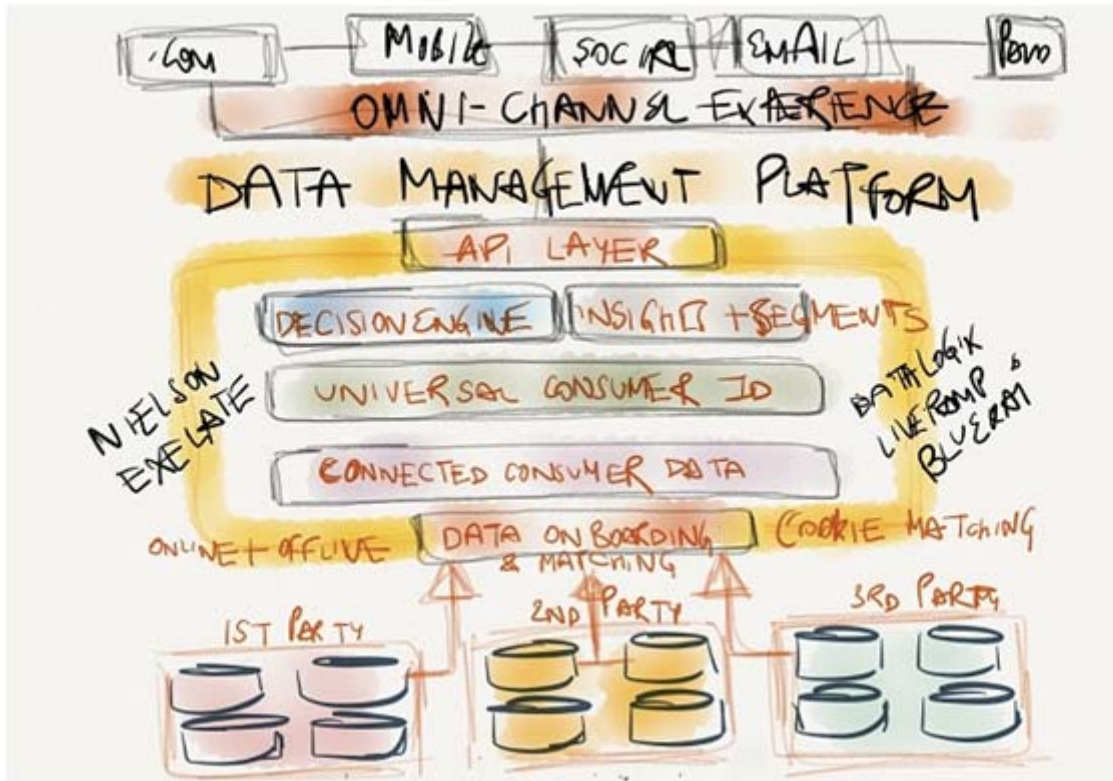 .COM MOBILE SOCIAL EMAIL
OMNI-CHANNEL EXPERIENCE
DATA MANAGEMENT PLATFORM
API LAYER
DECISION ENGINE INSIGHTS + SEGMENTS
UNIVERSAL CONSUMER ID
NIELSON
EXELATE
DATALOGIX
LIVERAMP &
BLUEKAI
CONNECTED CONSUMER DATA
ONLINE + OFFLINE DATA ON BOARDING COOKIE MATCHING
& MATCHING
1ST PARTY 2ND PARTY 3RD PARTY